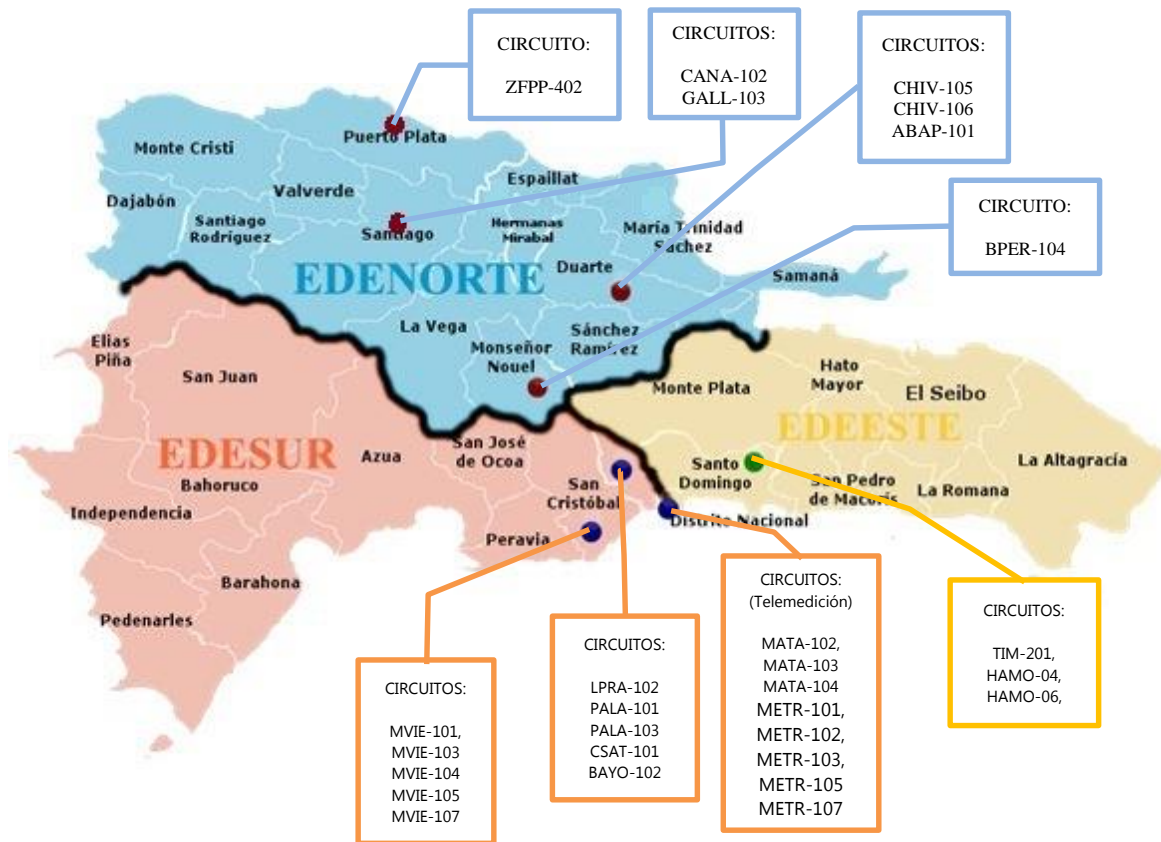 CIRCUITO:
ZFPP-402
CIRCUITOS:
CANA-102
GALL-103
CIRCUITOS:
CHIV-105
CHIV-106
ABAP-101
CIRCUITO:
BPER-104
Puerto Plata
Monte Cristi
Espaillat
Valverde
Dajabón
Santiago
Rodríguez
Santiago
Hermanas
Mirabal
María Trinidad
Sáchez
Duarte
Samaná
EDENORTE
La Vega
Sánchez
Ramírez
Monseñor
Nouel
Elias
Piña
San Juan
Monte Plata
Hato
Mayor
El Seibo
EDESUR
EDEESTE
Azua
San José
de Ocoa
Bahoruco
San
Cristóbal
Santo
Domingo
San Pedro
de Macorís
La Romana
La Altagracía
Independencia
Peravia
Distrito Nacional
Barahona
Pedenarles
CIRCUITOS:
MVIE-101,
MVIE-103
MVIE-104
MVIE-105
MVIE-107
CIRCUITOS:
LPRA-102
PALA-101
PALA-103
CSAT-101
BAYO-102
CIRCUITOS:
(Telemedición)
MATA-102,
MATA-103
MATA-104
METR-101,
METR-102,
METR-103,
METR-105
METR-107
CIRCUITOS:
TIM-201,
HAMO-04,
HAMO-06,